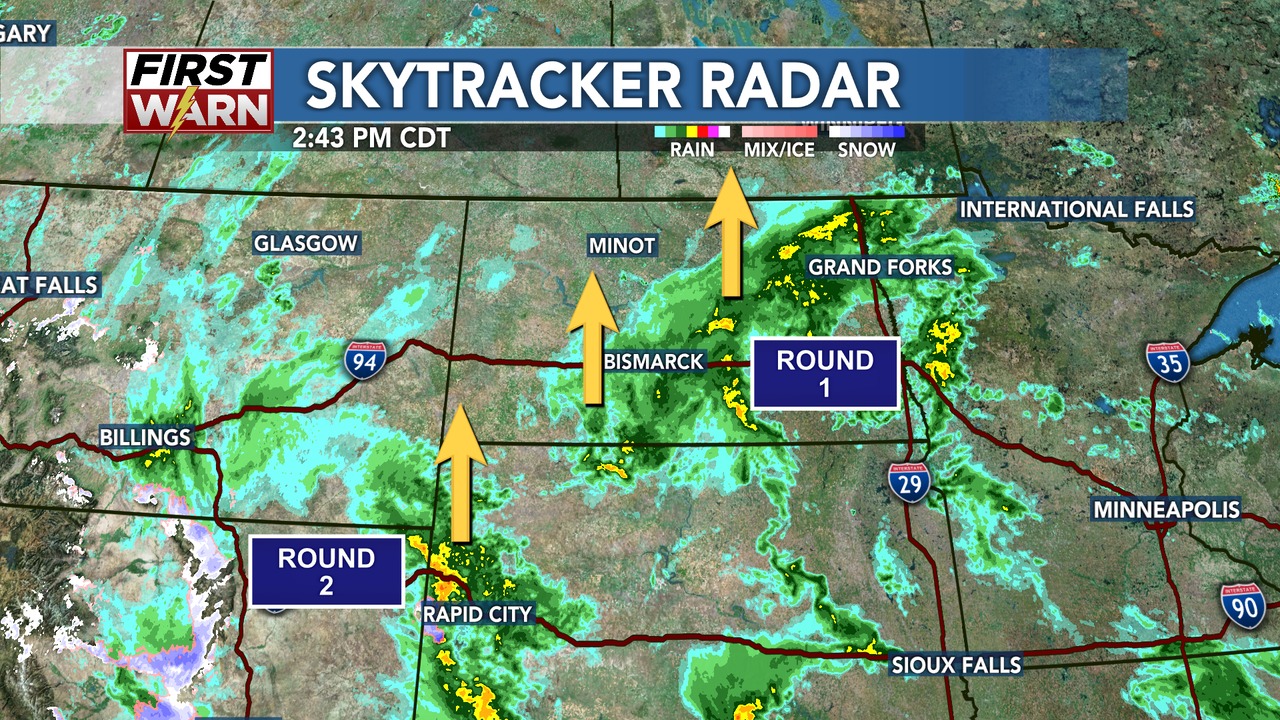 GARY
FIRST
WARN
SKYTRACKER RADAR
2:43 PM CDT
RAIN
MIX/ICE
SNOW
INTERNATIONAL FALLS
GLASGOW
MINOT
AT FALLS
GRAND FORKS
INTERSTATE
94
BISMARCK
ROUND
1
INTERSTATE
35
BILLINGS
INTERSTATE
29
MINNEAPOLIS
ROUND
2
RAPID CITY
INTERSTATE
90
SIOUX FALLS